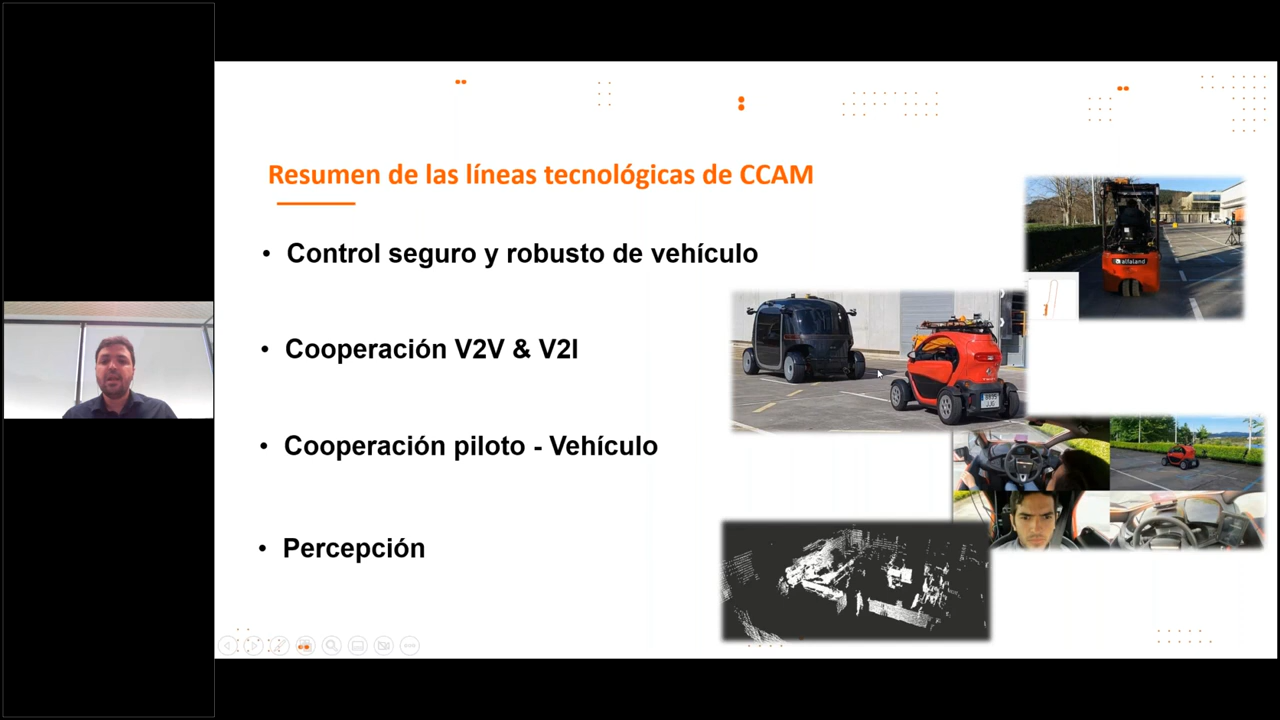 Resumen de las líneas tecnológicas de CCAM
• Control seguro y robusto de vehículo
• Cooperación V2V & V2I
• Cooperación piloto - Vehículo
• Percepción
alfaland